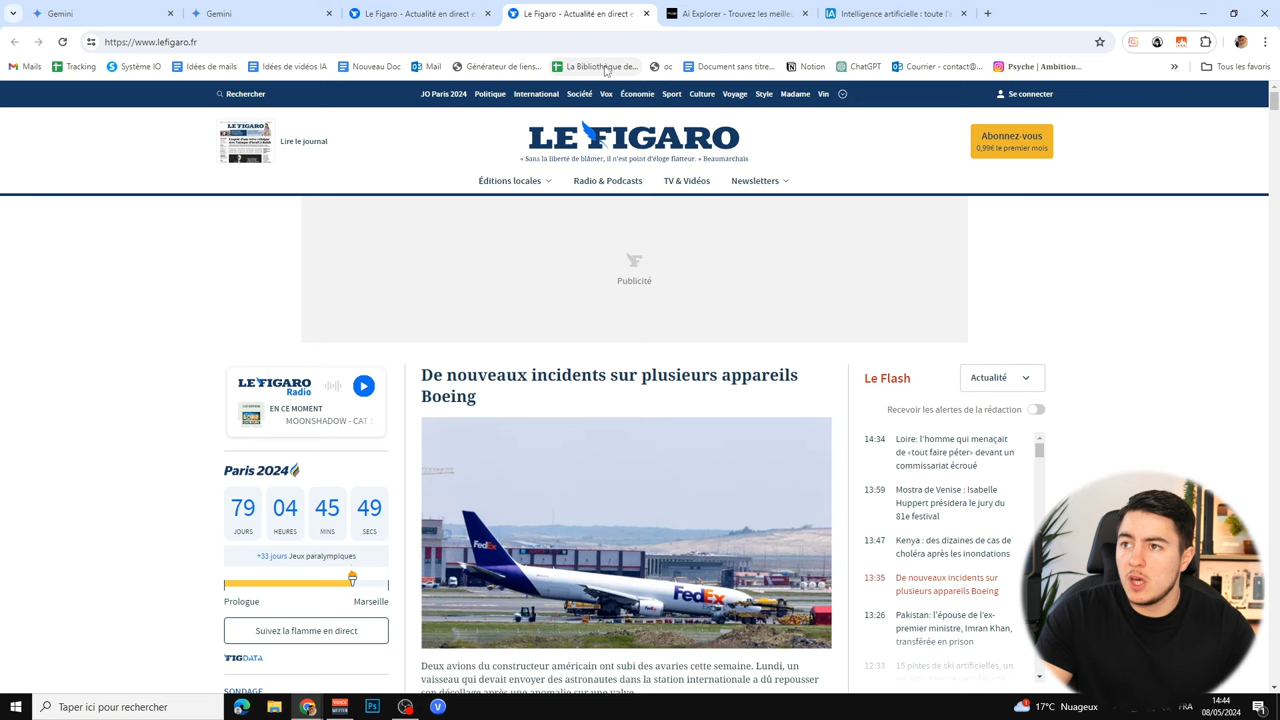 Gemini
Gemini
Le Figaro - Actualité en direct e
Le Figaro - Actualité en direct e
Ai Explorer - Trouvez les meille
Intelligence artificielle : toute l'
https://www.lefigaro.fr
Mails
Tracking
Système IO
Idées de mails
Idées de vidéos IA
Nouveau Doc
Mail
Générateur de liens...
La Bibliothèque de...
oc
Document sans titre...
Notion
ChatGPT
Courrier - contact@...
Psyche | Ambition...
»
Tous les favoris
Rechercher
JO Paris 2024
Politique
International
Société
Vox
Économie
Sport
Culture
Voyage
Style
Madame
Vin
Se connecter
LE FIGARO
Lire le journal
LE FIGARO
« Sans la liberté de blâmer, il n'est point d'éloge flatteur. » Beaumarchais
Abonnez-vous
0,99€ le premier mois
Éditions locales
Radio & Podcasts
TV & Vidéos
Newsletters
Publicité
LE FIGARO
Radio
EN CE MOMENT
MOONSHADOW - CAT
Paris 2024
79
04
45
49
JOURS
HEURES
MINS
SECS
+33 jours Jeux paralympiques
Prologue
Marseille
Suivez la flamme en direct
FIGDATA
SONDAGE
De nouveaux incidents sur plusieurs appareils
Boeing
FedEx
FedEx
Deux avions du constructeur américain ont subi des avaries cette semaine. Lundi, un
vaisseau qui devait envoyer des astronautes dans la station internationale a dû repousser
son décollage après une anomalie sur une valve.
Le Flash
Actualité
Recevoir les alertes de la rédaction
14:34
Loire: l'homme qui menaçait
de «tout faire péter» devant un
commissariat écroué
13:59
Mostra de Venise : Isabelle
Huppert présidera le jury du
81e festival
13:47
Kenya : des dizaines de cas de
choléra après les inondations
13:35
De nouveaux incidents sur
plusieurs appareils Boeing
13:26
Pakistan: l'épouse de l'ex-
premier ministre, Imran Khan,
transférée en prison
12:33
15 pistes de ski artificielles, un
Taper ici pour rechercher
17°C Nuageux
FRA
14:44
08/05/2024